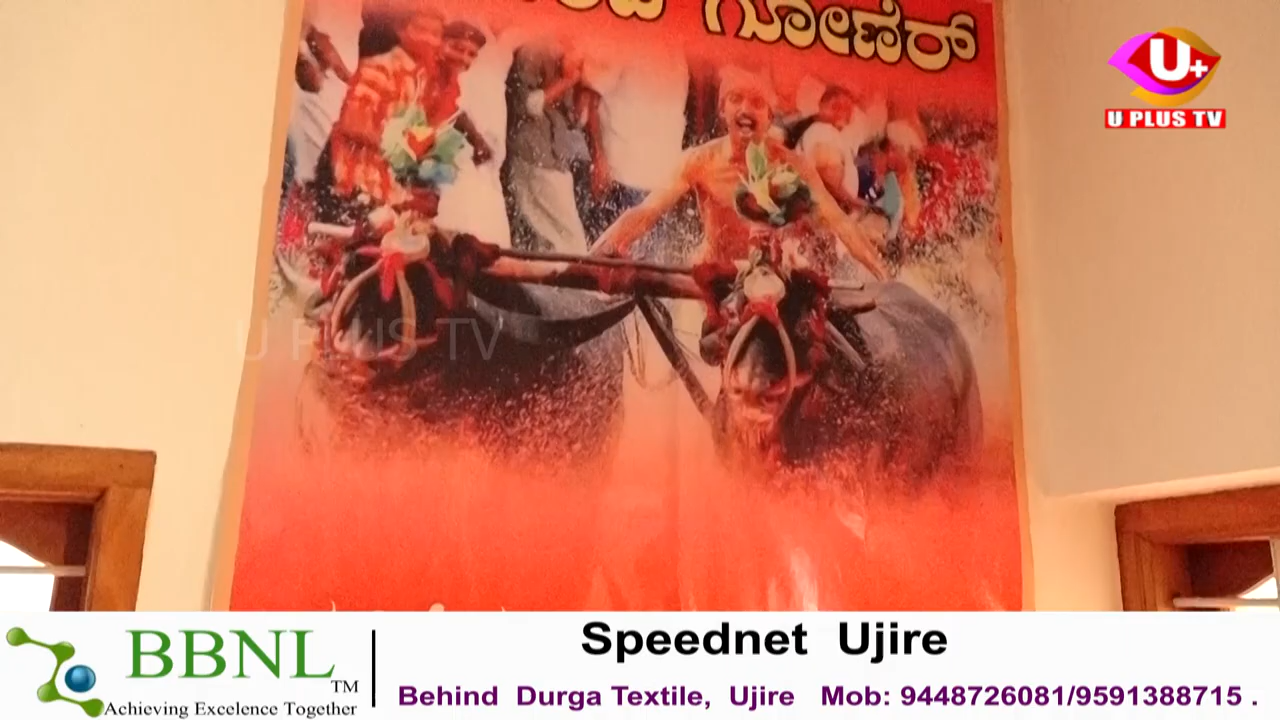 ಗೋಣೆರ್
U+
U PLUS TV
U PLUS TV
BBNL TM
Achieving Excelence Together
Speednet Ujire
Behind Durga Textile, Ujire Mob: 9448726081/9591388715 .